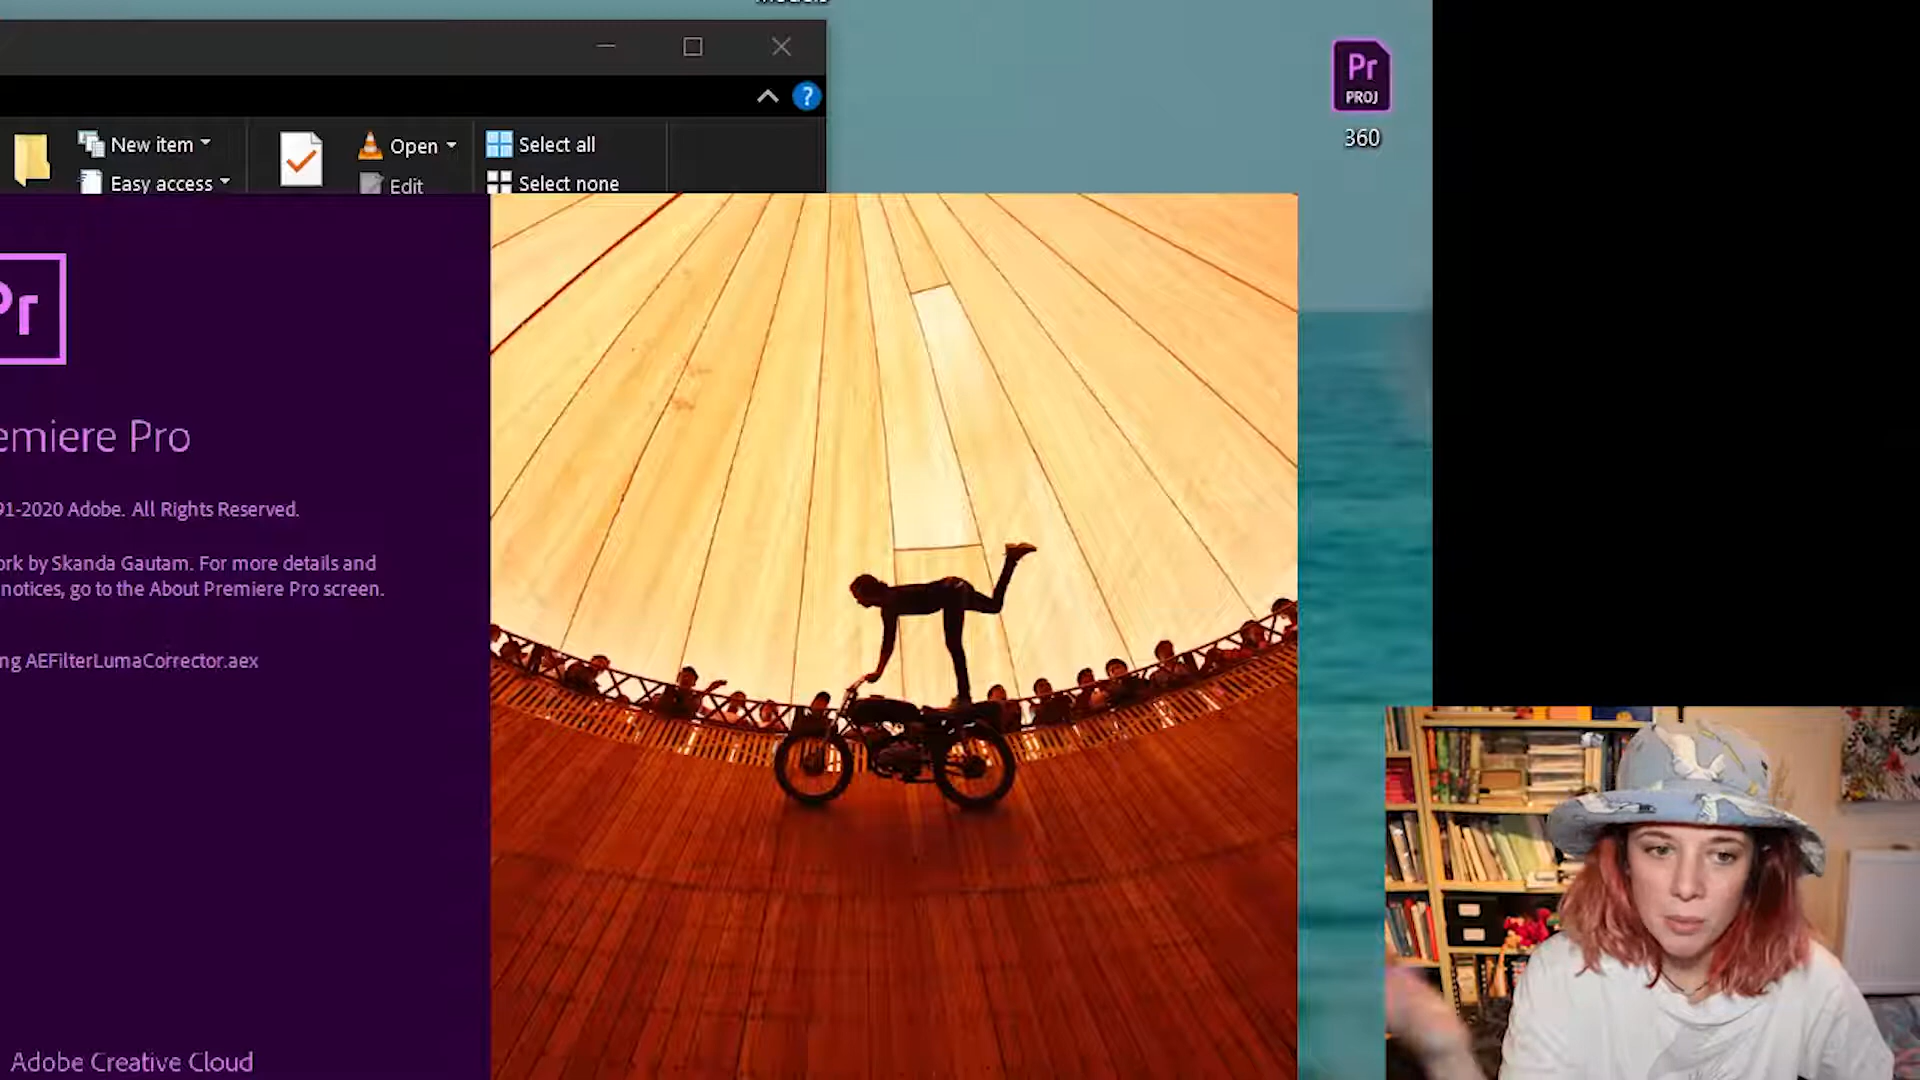 Pr
PROJ
360
?
New item
Easy access
Open
Edit
Select all
Select none
Pr
emiere Pro
91-2020 Adobe. All Rights Reserved.
ork by Skanda Gautam. For more details and
notices, go to the About Premiere Pro screen.
ng AEFilterLumaCorrector.aex
Adobe Creative Cloud